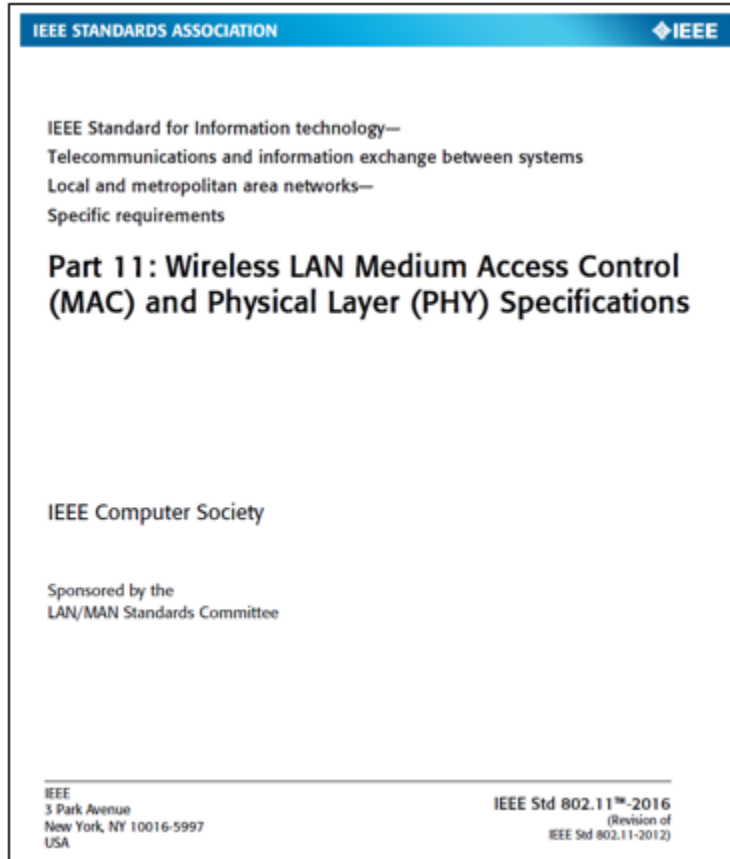 IEEE STANDARDS ASSOCIATION
IEEE
IEEE Standard for Information technology—
Telecommunications and information exchange between systems
Local and metropolitan area networks—
Specific requirements
Part 11: Wireless LAN Medium Access Control
(MAC) and Physical Layer (PHY) Specifications
IEEE Computer Society
Sponsored by the
LAN/MAN Standards Committee
IEEE
3 Park Avenue
New York, NY 10016-5997
USA
IEEE Std 802.11™-2016
(Revision of
IEEE Std 802.11-2012)